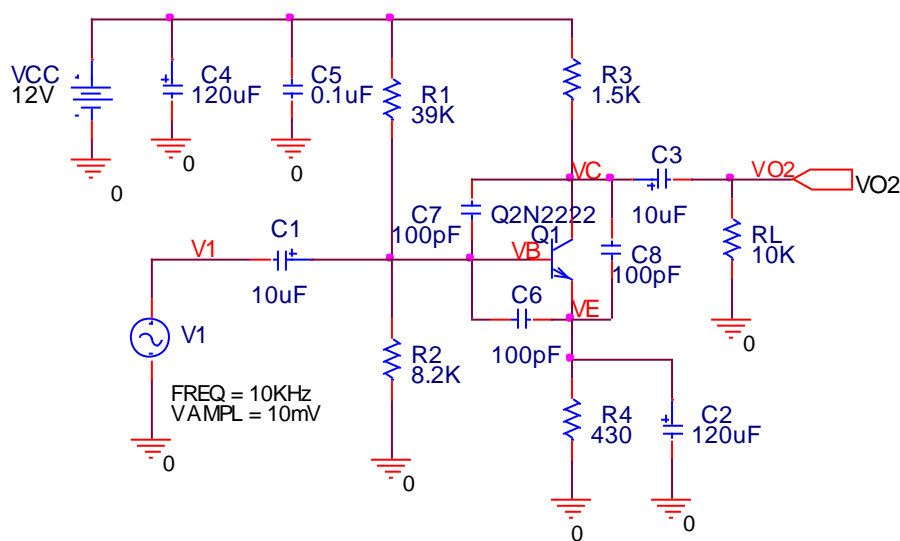 VCC
12V
0
C4
120uF
0
C5
0.1uF
0
R1
39K
R3
1.5K
VC
C3
10uF
VO2
VO2
C7
100pF
Q2N2222
Q1
C8
100pF
RL
10K
0
V1
C1
10uF
VB
C6
100pF
VE
V1
FREQ = 10KHz
VAMPL = 10mV
0
R2
8.2K
0
R4
430
0
C2
120uF
0